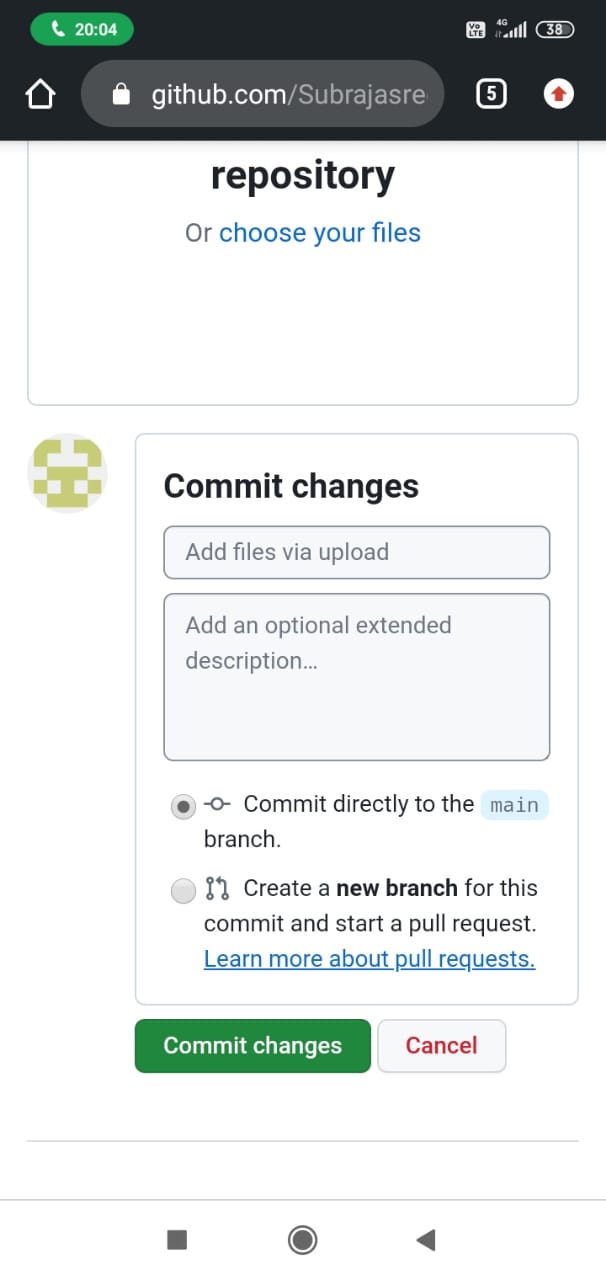 20:04
Vo LTE 4G 38
github.com/Subrajasre
5
repository
Or choose your files
Commit changes
Add files via upload
Add an optional extended
description...
Commit directly to the main
branch.
Create a new branch for this
commit and start a pull request.
Learn more about pull requests.
Commit changes Cancel